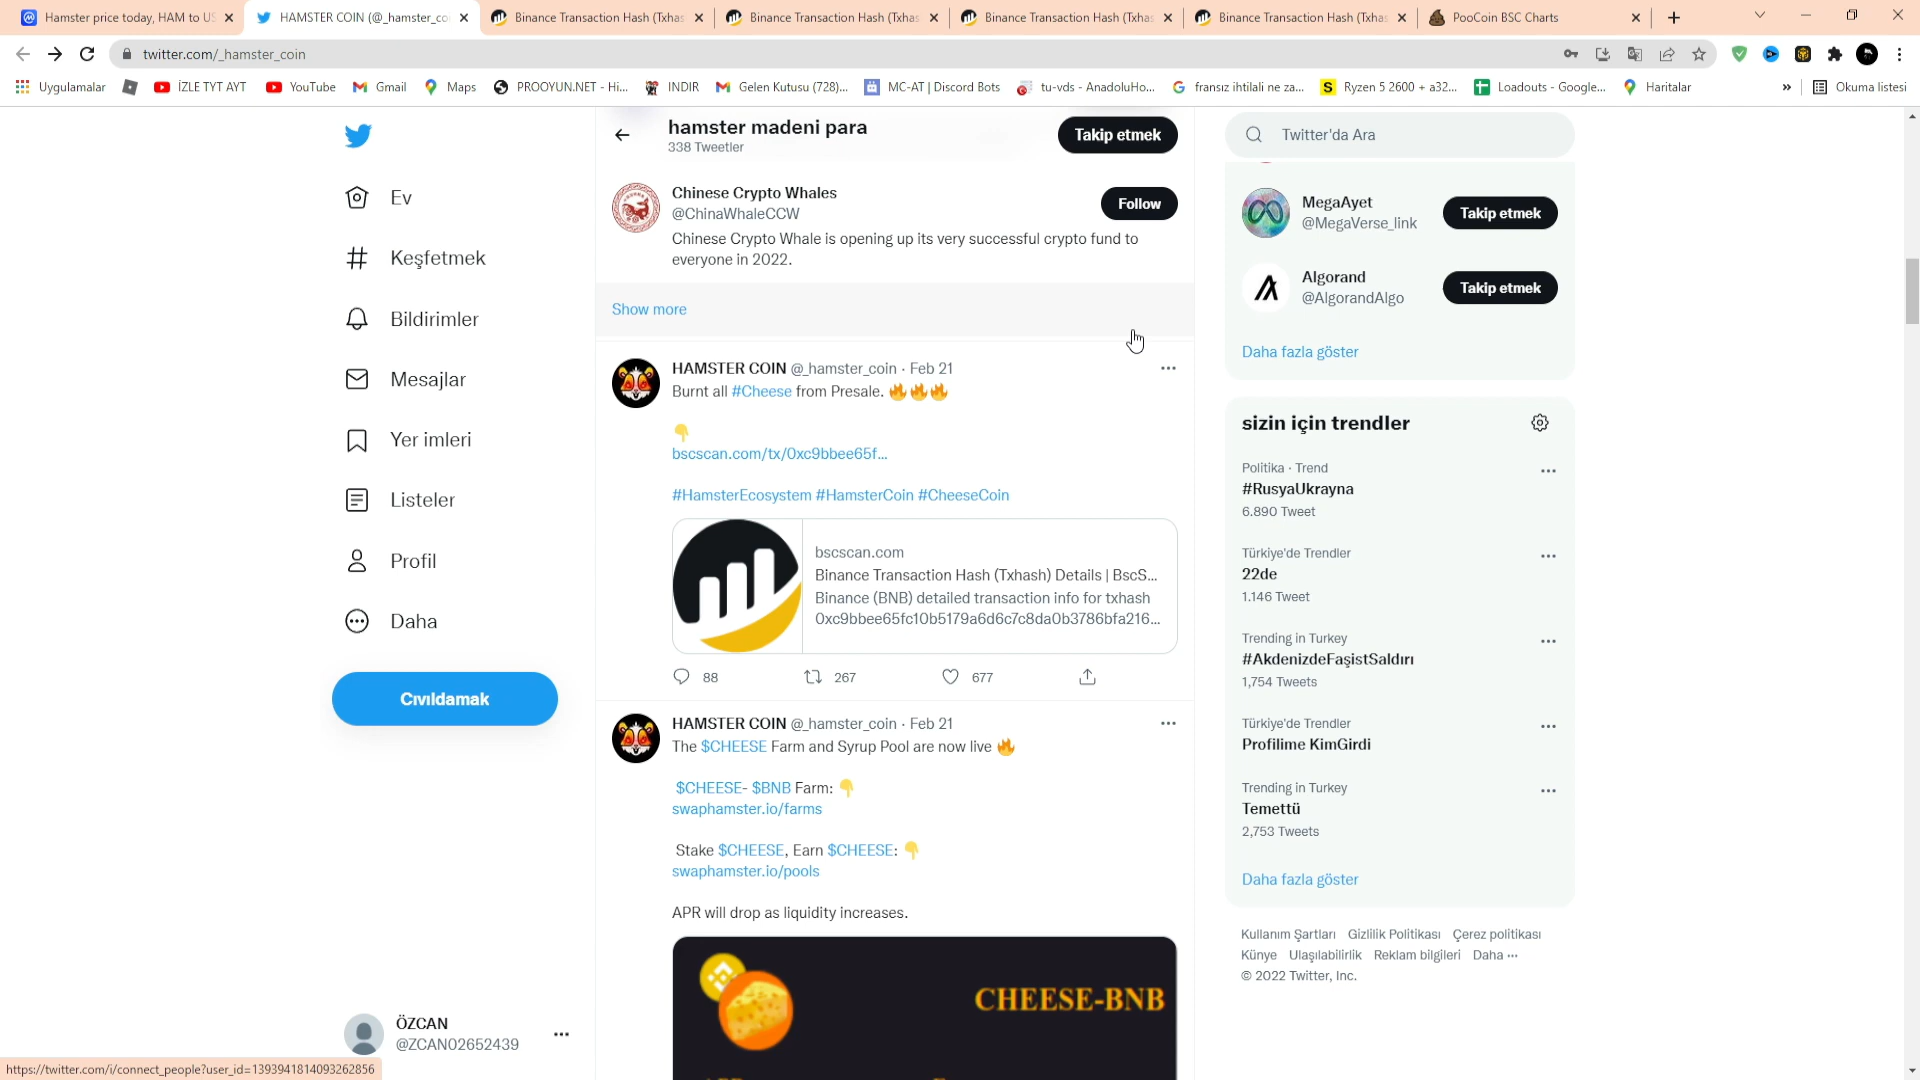 Hamster price today, HAM to US
HAMSTER COIN (@_hamster_co
Binance Transaction Hash (Txhas
Binance Transaction Hash (Txhas
Binance Transaction Hash (Txhas
Binance Transaction Hash (Txhas
PooCoin BSC Charts
twitter.com/_hamster_coin
Uygulamalar
İZLE TYT AYT
YouTube
Gmail
Maps
PROOYUN.NET - Hi...
INDIR
Gelen Kutusu (728)...
MC-AT | Discord Bots
tu-vds - AnadoluHo...
fransız ihtilali ne za...
Ryzen 5 2600 + a32...
Loadouts - Google...
Haritalar
»
Okuma listesi
Ev
Keşfetmek
Bildirimler
Mesajlar
Yer imleri
Listeler
Profil
Daha
Cıvıldamak
ÖZCAN
@ZCAN02652439
https://twitter.com/i/connect_people?user_id=1393941814093262856
hamster madeni para
338 Tweetler
Takip etmek
Chinese Crypto Whales
@ChinaWhaleCCW
Follow
Chinese Crypto Whale is opening up its very successful crypto fund to
everyone in 2022.
Show more
HAMSTER COIN @_hamster_coin · Feb 21
Burnt all #Cheese from Presale. 🔥🔥🔥
👇
bscscan.com/tx/0xc9bbee65f...
#HamsterEcosystem #HamsterCoin #CheeseCoin
bscscan.com
Binance Transaction Hash (Txhash) Details | BscS...
Binance (BNB) detailed transaction info for txhash
0xc9bbee65fc10b5179a6d6c7c8da0b3786bfa216...
88 267 677
HAMSTER COIN @_hamster_coin · Feb 21
The $CHEESE Farm and Syrup Pool are now live 🔥
$CHEESE- $BNB Farm: 👇
swaphamster.io/farms
Stake $CHEESE, Earn $CHEESE: 👇
swaphamster.io/pools
APR will drop as liquidity increases.
CHEESE-BNB
Twitter'da Ara
MegaAyet
@MegaVerse_link
Takip etmek
Algorand
@AlgorandAlgo
Takip etmek
Daha fazla göster
sizin için trendler
Politika · Trend
#RusyaUkrayna
6.890 Tweet
Türkiye'de Trendler
22de
1.146 Tweet
Trending in Turkey
#AkdenizdeFaşistSaldırı
1,754 Tweets
Türkiye'de Trendler
Profilime KimGirdi
Trending in Turkey
Temettü
2,753 Tweets
Daha fazla göster
Kullanım Şartları Gizlilik Politikası Çerez politikası
Künye Ulaşılabilirlik Reklam bilgileri Daha ···
© 2022 Twitter, Inc.